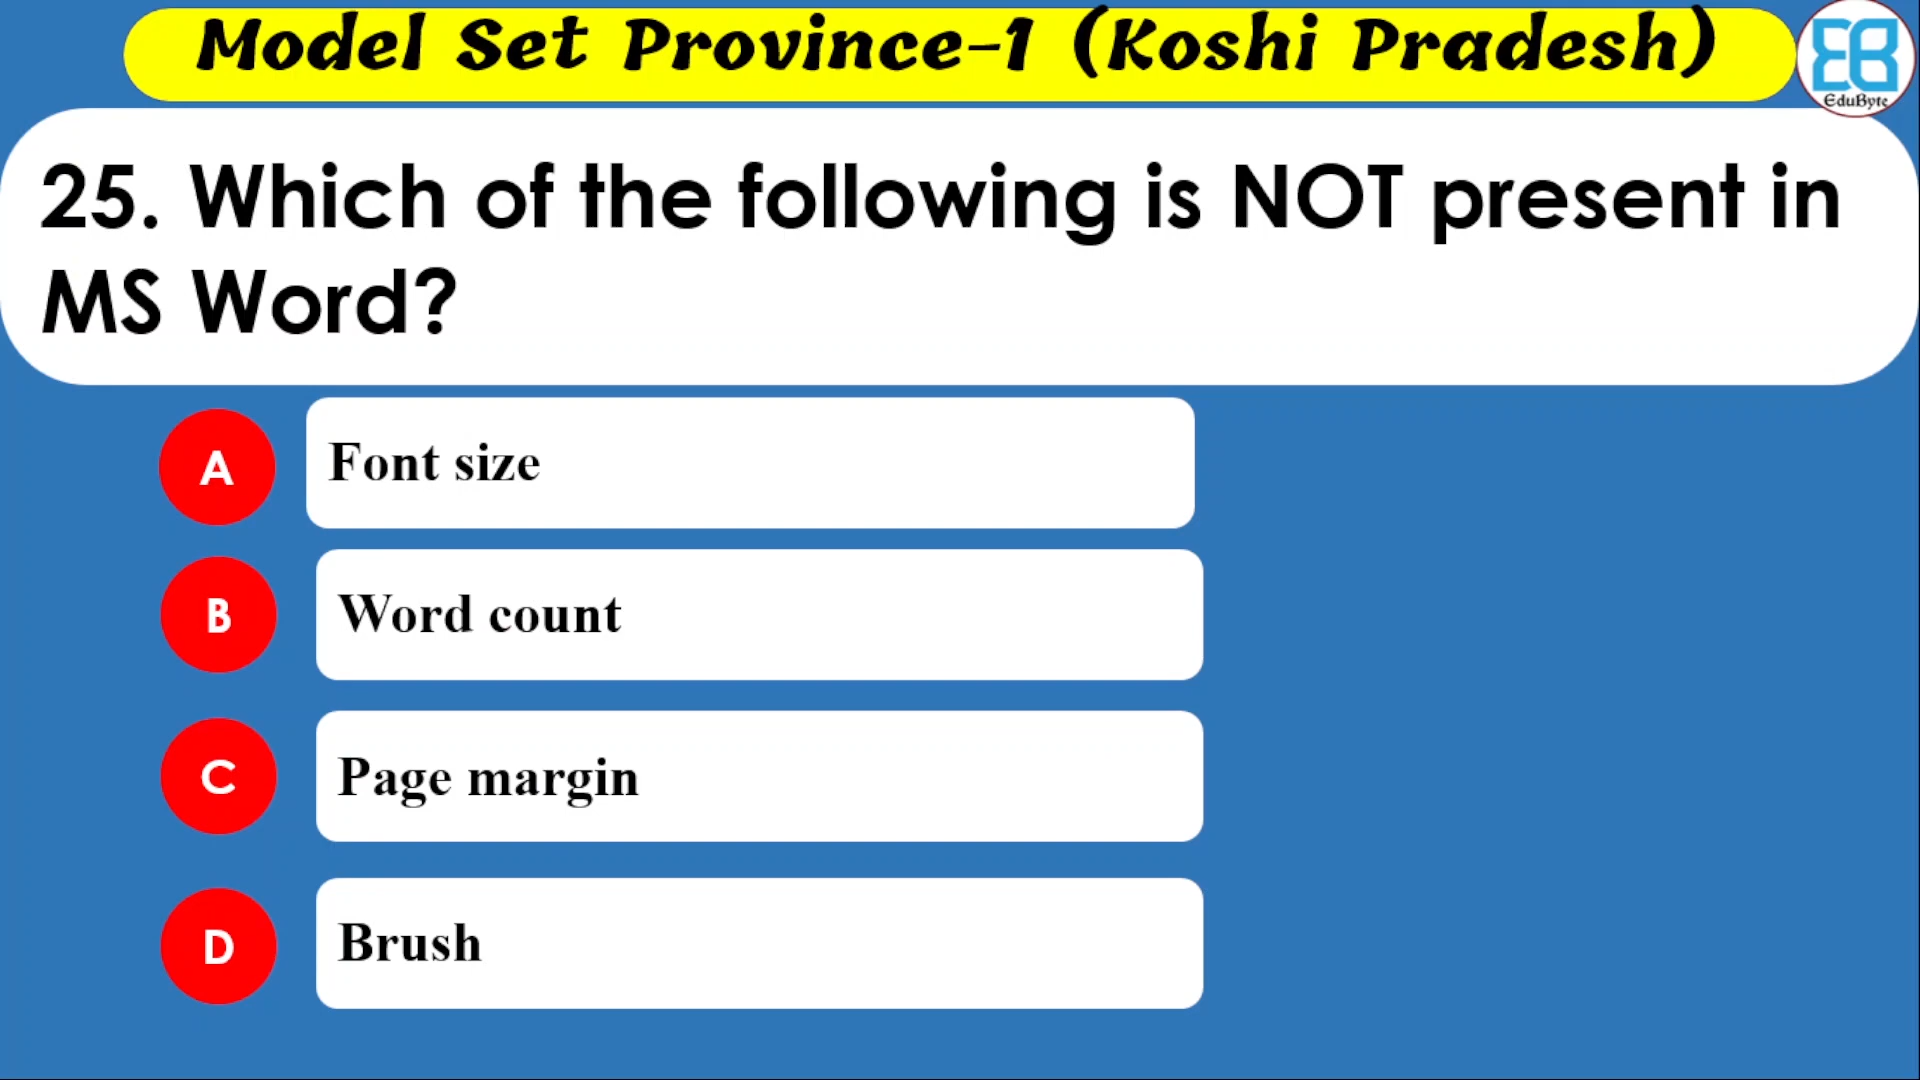 Model Set Province-1 (Koshi Pradesh)
EduByte
25. Which of the following is NOT present in
MS Word?
A Font size
B Word count
C Page margin
D Brush